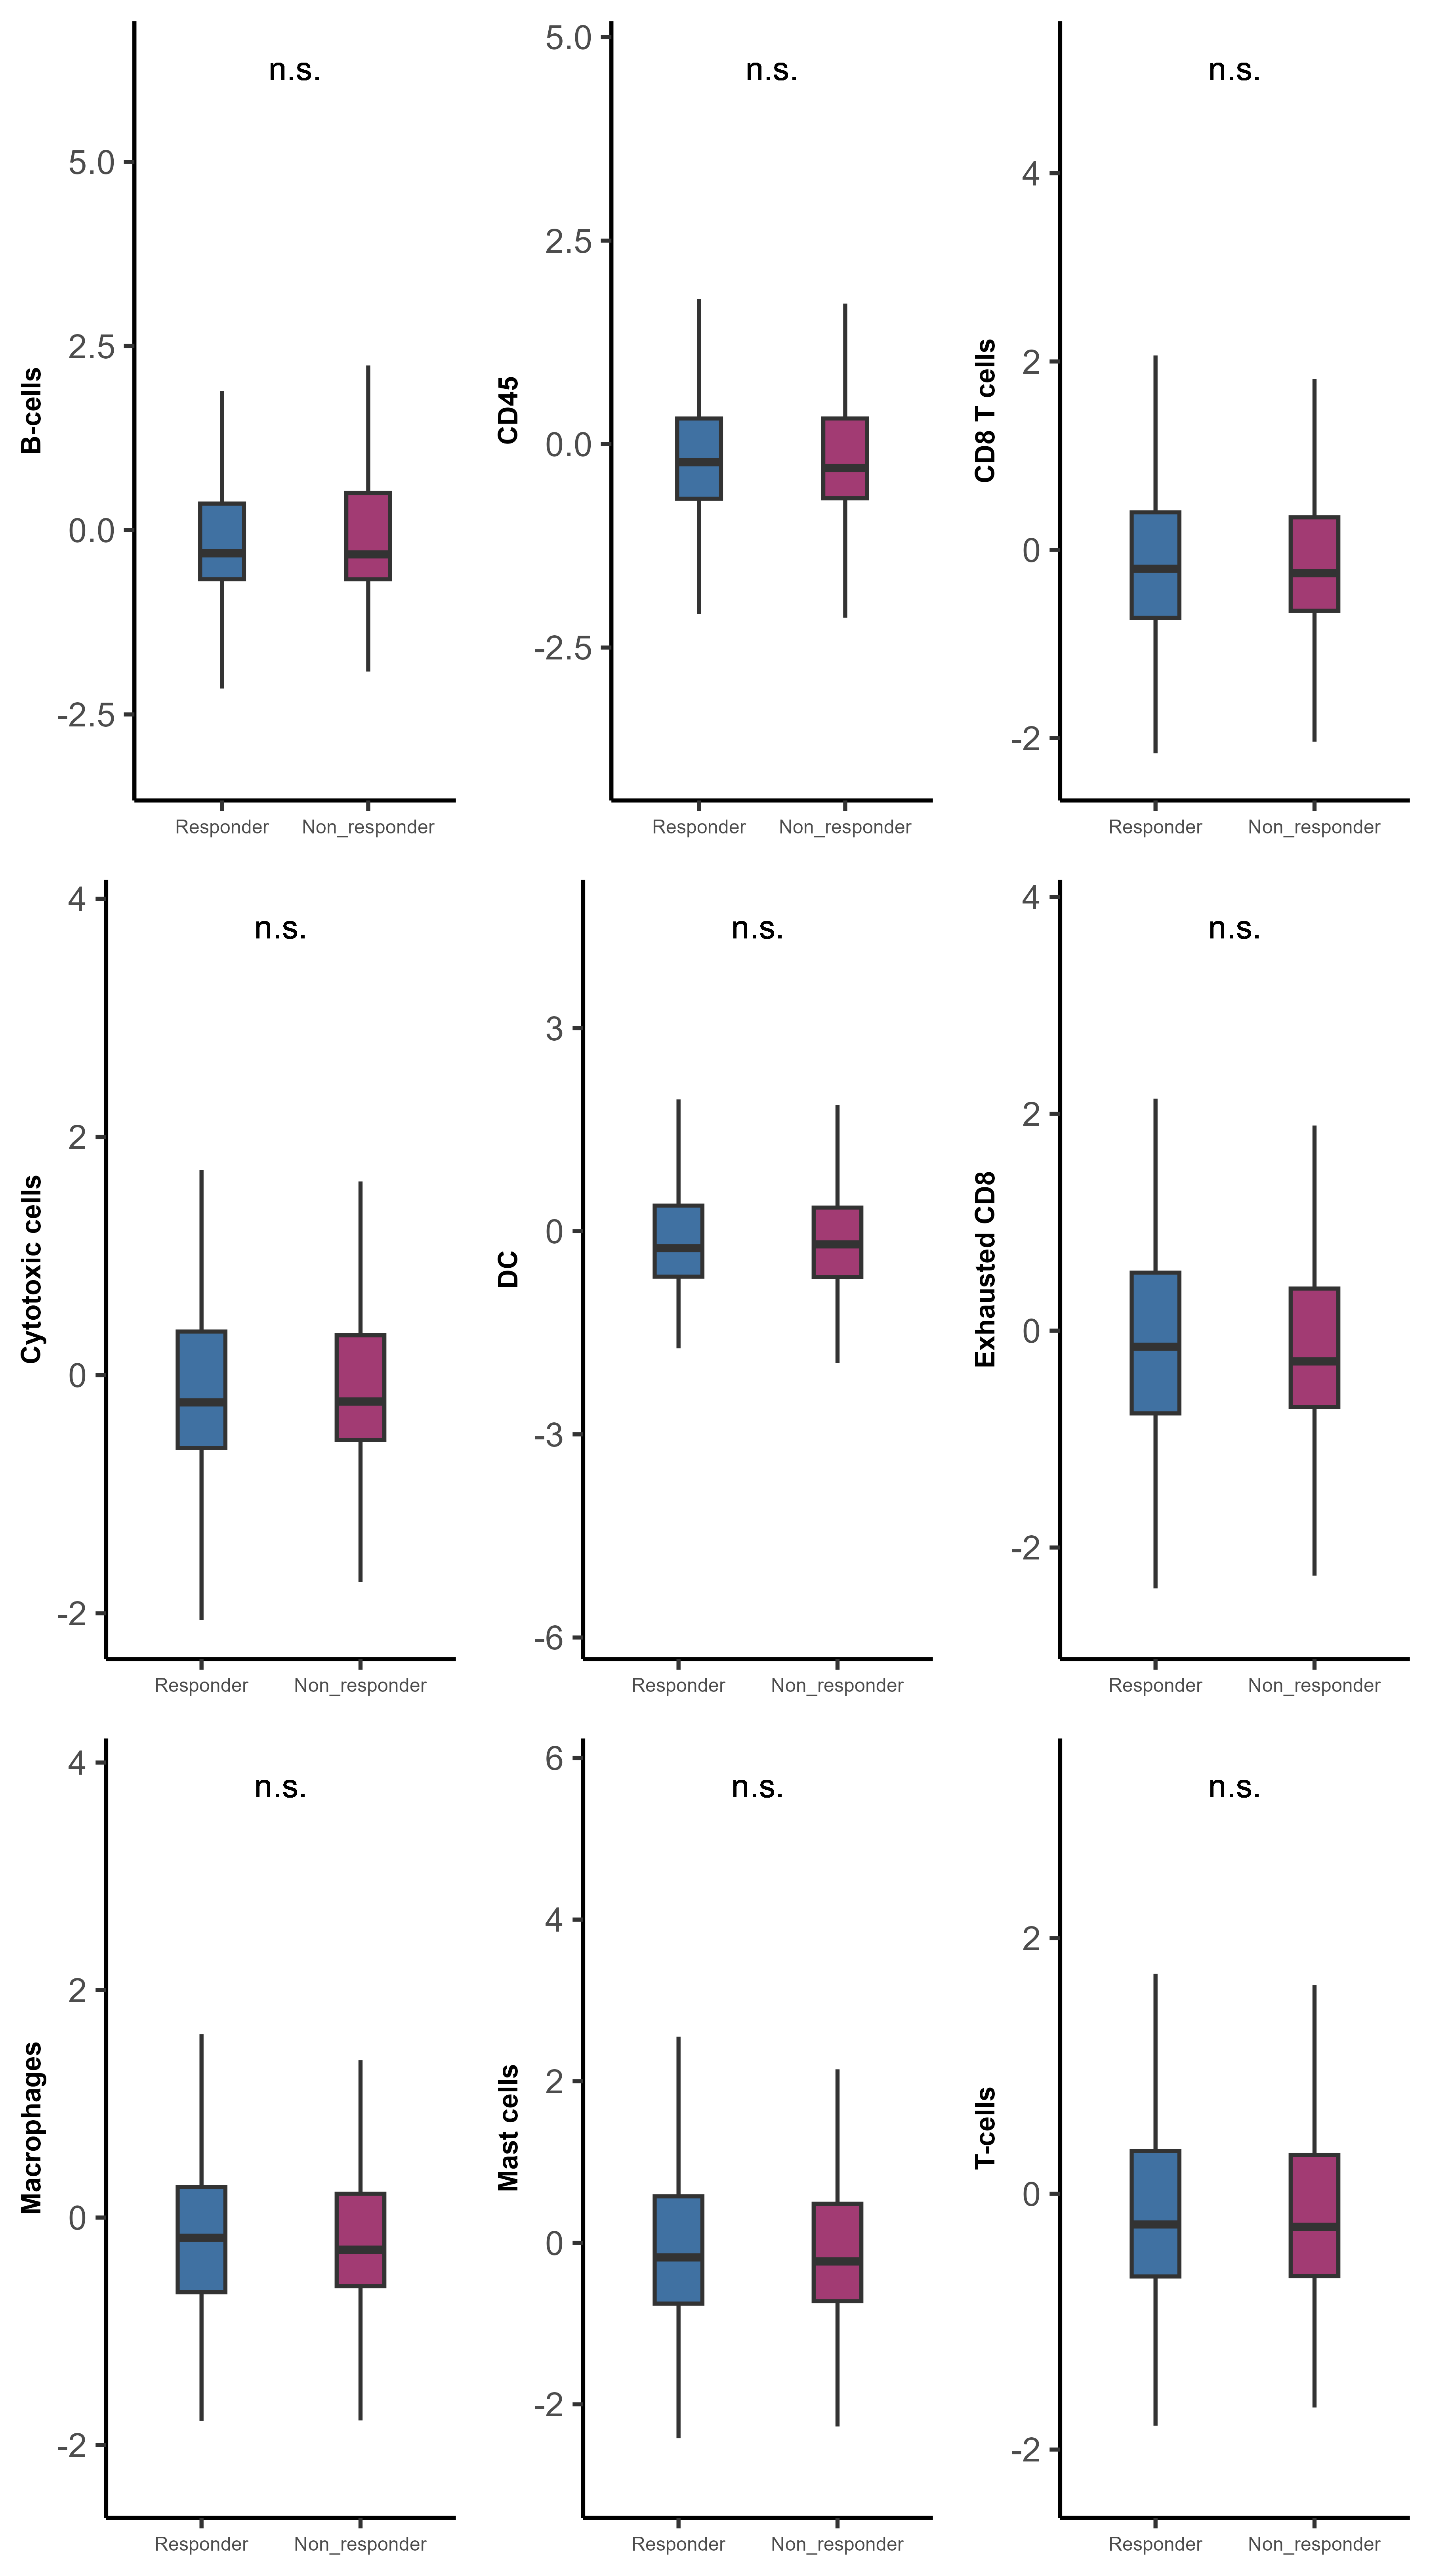 n.s.
5.0
2.5
0.0
-2.5
B-cells
Responder
Non_responder
n.s.
5.0
2.5
0.0
-2.5
CD45
Responder
Non_responder
n.s.
4
2
0
-2
CD8 T cells
Responder
Non_responder
n.s.
4
2
0
-2
Cytotoxic cells
Responder
Non_responder
n.s.
3
0
-3
-6
DC
Responder
Non_responder
n.s.
4
2
0
-2
Exhausted CD8
Responder
Non_responder
n.s.
4
2
0
-2
Macrophages
Responder
Non_responder
n.s.
6
4
2
0
-2
Mast cells
Responder
Non_responder
n.s.
2
0
-2
T-cells
Responder
Non_responder